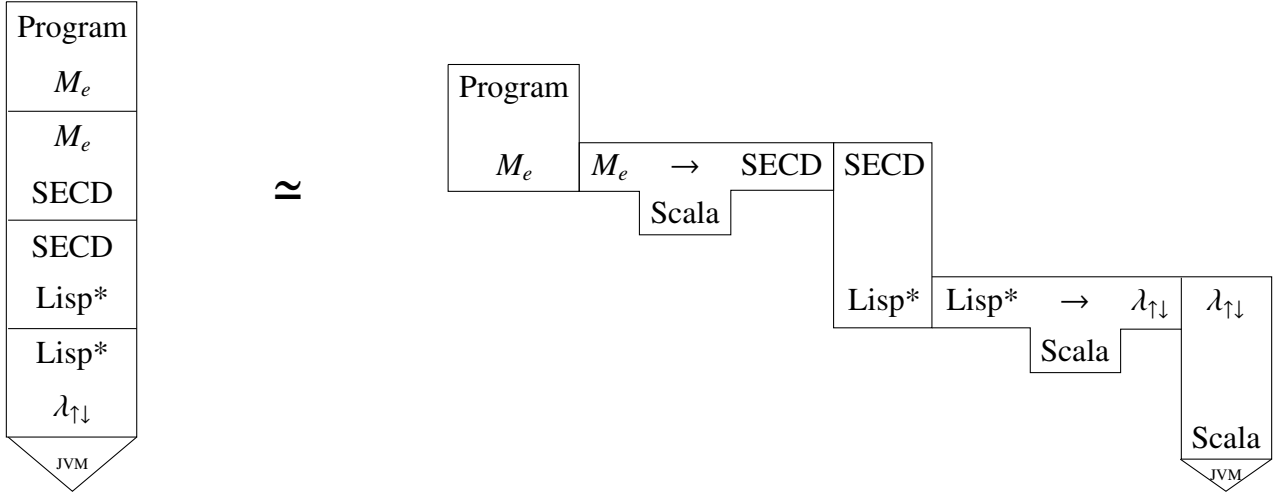 Program
M_e
M_e
SECD
SECD
Lisp*
Lisp*
λ↑↓
JVM
≃
Program
M_e M_e → SECD SECD
Scala
Lisp* Lisp* → λ↑↓ λ↑↓
Scala
Scala
JVM